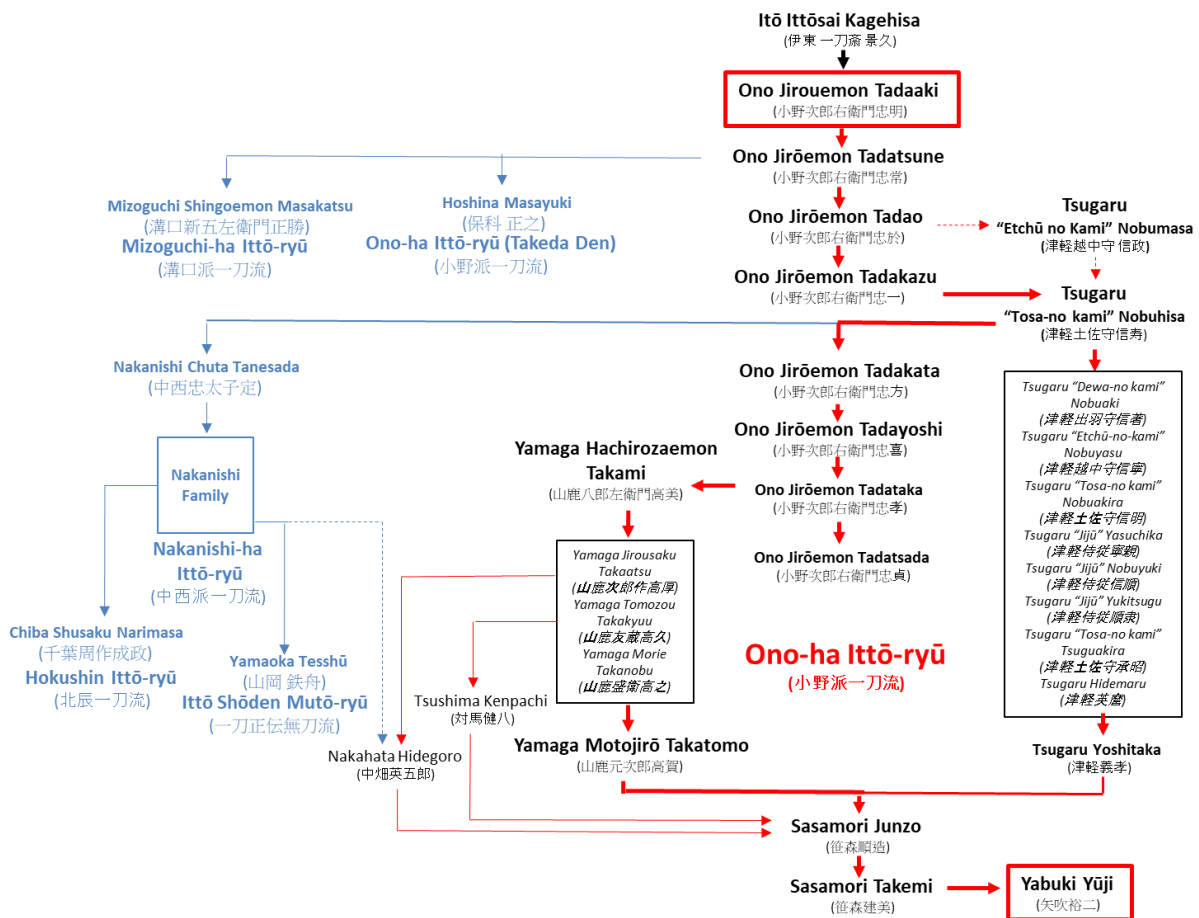 Itō Ittōsai Kagehisa
(伊東 一刀斎 景久)
Ono Jirouemon Tadaaki
(小野次郎右衛門忠明)
Ono Jirōemon Tadatsune
(小野次郎右衛門忠常)
Mizoguchi Shingoemon Masakatsu
(溝口新五左衛門正勝)
Mizoguchi-ha Ittō-ryū
(溝口派一刀流)
Hoshina Masayuki
(保科 正之)
Ono-ha Ittō-ryū (Takeda Den)
(小野派一刀流)
Ono Jirōemon Tadao
(小野次郎右衛門忠於)
Tsugaru
“Etchū no Kami” Nobumasa
(津軽越中守 信政)
Ono Jirōemon Tadakazu
(小野次郎右衛門忠一)
Tsugaru
“Tosa-no kami” Nobuhisa
(津軽土佐守信寿)
Nakanishi Chuta Tanesada
(中西忠太子定)
Nakanishi
Family
Nakanishi-ha
Ittō-ryū
(中西派一刀流)
Chiba Shusaku Narimasa
(千葉周作成政)
Hokushin Ittō-ryū
(北辰一刀流)
Yamaoka Tesshū
(山岡 鉄舟)
Ittō Shōden Mutō-ryū
(一刀正伝無刀流)
Ono Jirōemon Tadakata
(小野次郎右衛門忠方)
Ono Jirōemon Tadayoshi
(小野次郎右衛門忠喜)
Ono Jirōemon Tadataka
(小野次郎右衛門忠孝)
Ono Jirōemon Tadatsada
(小野次郎右衛門忠貞)
Yamaga Hachirozaemon
Takami
(山鹿八郎左衛門高美)
Yamaga Jirousaku
Takaatsu
(山鹿次郎作高厚)
Yamaga Tomozou
Takakyuu
(山鹿友蔵高久)
Yamaga Morie
Takanobu
(山鹿盛衛高之)
Tsugaru “Dewa-no kami”
Nobuaki
(津軽出羽守信著)
Tsugaru “Etchū-no-kami”
Nobuyasu
(津軽越中守信寧)
Tsugaru “Tosa-no kami”
Nobuakira
(津軽土佐守信明)
Tsugaru “Jijū” Yasuchika
(津軽侍従寧親)
Tsugaru “Jijū” Nobuyuki
(津軽侍従信順)
Tsugaru “Jijū” Yukitsugu
(津軽侍従順承)
Tsugaru “Tosa-no kami”
Tsuguakira
(津軽土佐守承昭)
Tsugaru Hidemaru
(津軽英麿)
Ono-ha Ittō-ryū
(小野派一刀流)
Tsushima Kenpachi
(対馬健八)
Nakahata Hidegoro
(中畑英五郎)
Yamaga Motojirō Takatomo
(山鹿元次郎高賀)
Tsugaru Yoshitaka
(津軽義孝)
Sasamori Junzo
(笹森順造)
Sasamori Takemi
(笹森建美)
Yabuki Yūji
(矢吹裕二)